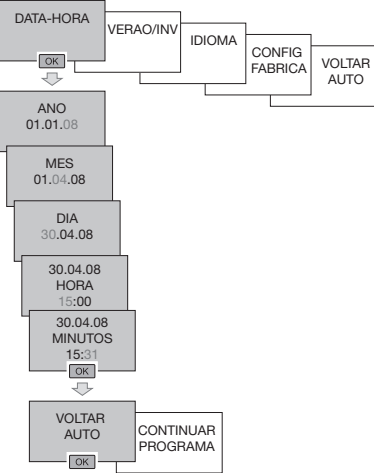 DATA-HORA
VERAO/INV
IDIOMA
CONFIG
FABRICA
VOLTAR
AUTO
OK
ANO
01.01.08
MES
01.04.08
DIA
30.04.08
30.04.08
HORA
15:00
30.04.08
MINUTOS
15:31
OK
VOLTAR
AUTO
OK
CONTINUAR
PROGRAMA